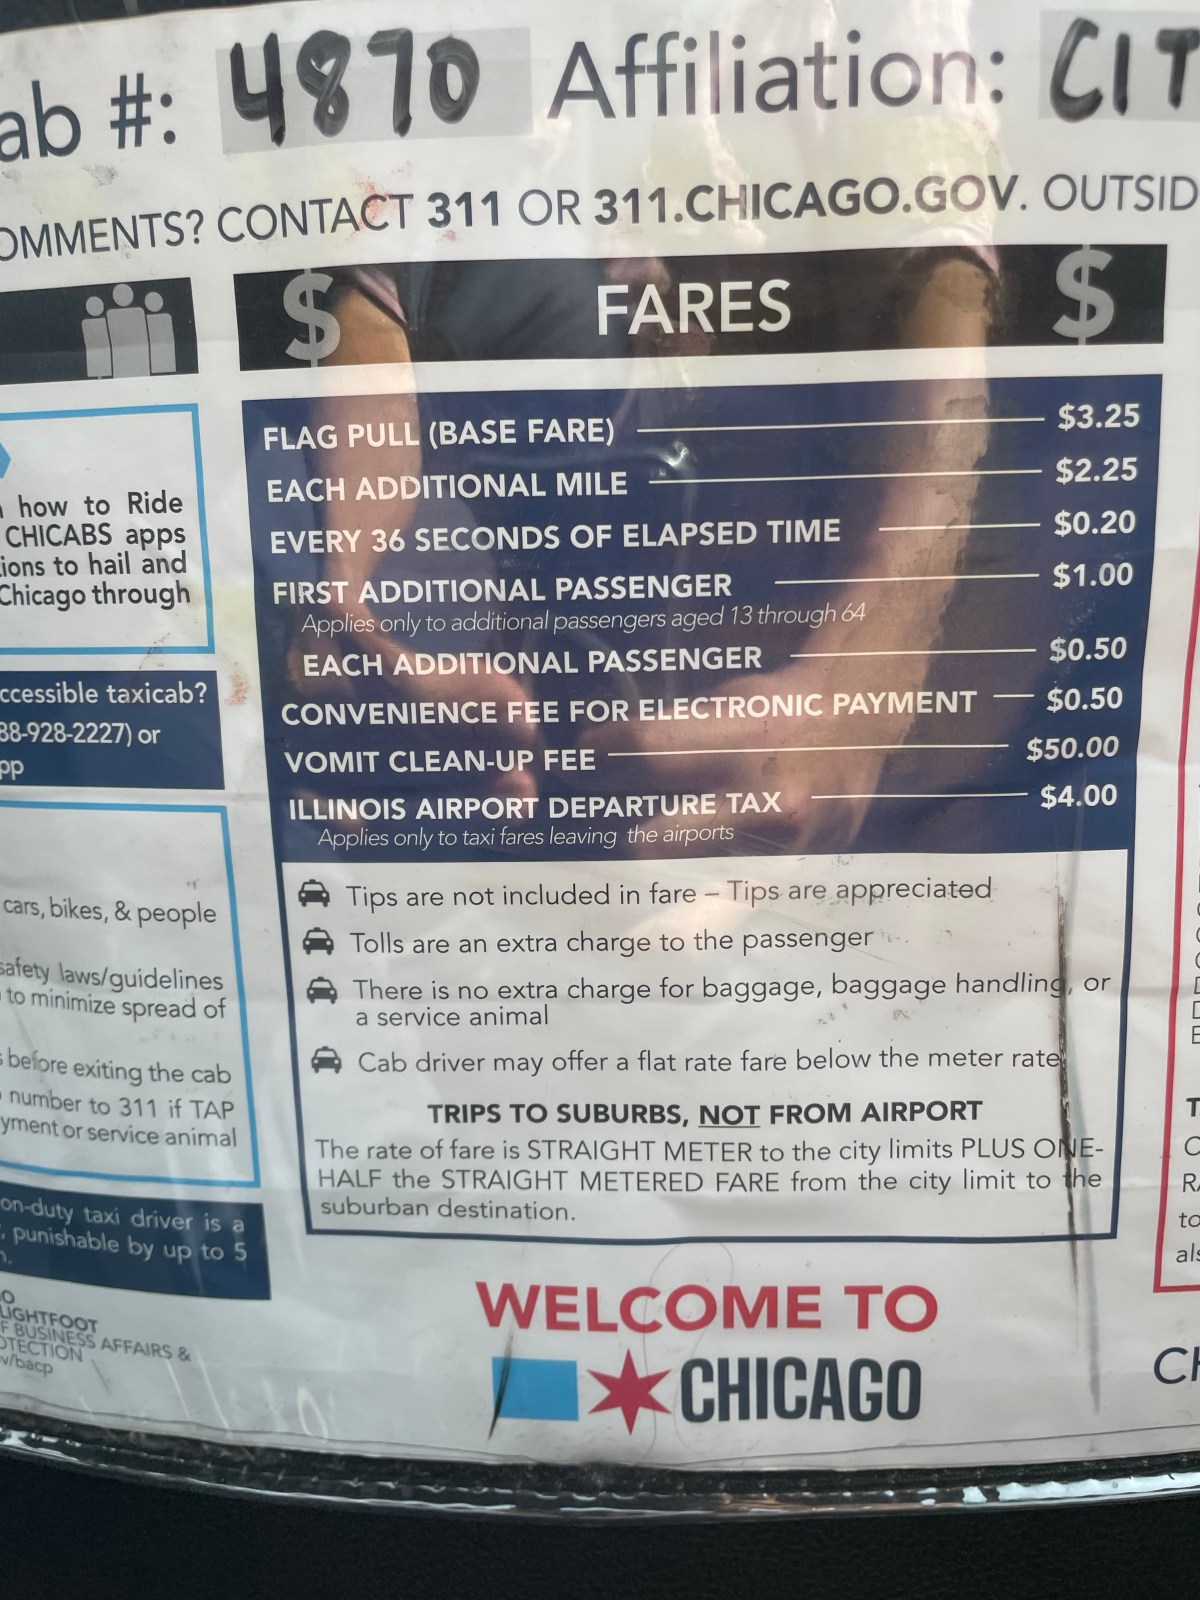 ab #: 4870 Affiliation: CIT
OMMENTS? CONTACT 311 OR 311.CHICAGO.GOV. OUTSID
$ FARES $
FLAG PULL (BASE FARE) $3.25
EACH ADDITIONAL MILE $2.25
EVERY 36 SECONDS OF ELAPSED TIME $0.20
FIRST ADDITIONAL PASSENGER $1.00
Applies only to additional passengers aged 13 through 64
EACH ADDITIONAL PASSENGER $0.50
CONVENIENCE FEE FOR ELECTRONIC PAYMENT $0.50
VOMIT CLEAN-UP FEE $50.00
ILLINOIS AIRPORT DEPARTURE TAX $4.00
Applies only to taxi fares leaving the airports
Tips are not included in fare – Tips are appreciated
Tolls are an extra charge to the passenger
There is no extra charge for baggage, baggage handling, or
a service animal
Cab driver may offer a flat rate fare below the meter rate
TRIPS TO SUBURBS, NOT FROM AIRPORT
The rate of fare is STRAIGHT METER to the city limits PLUS ONE-
HALF the STRAIGHT METERED FARE from the city limit to the
suburban destination.
WELCOME TO
CHICAGO
how to Ride
CHICABS apps
ions to hail and
Chicago through
ccessible taxicab?
88-928-2227) or
pp
cars, bikes, & people
safety laws/guidelines
to minimize spread of
before exiting the cab
number to 311 if TAP
yment or service animal
on-duty taxi driver is a
, punishable by up to 5
O
LIGHTFOOT
F BUSINESS AFFAIRS &
OTECTION
v/bacp
T
C
RA
to
als
CH